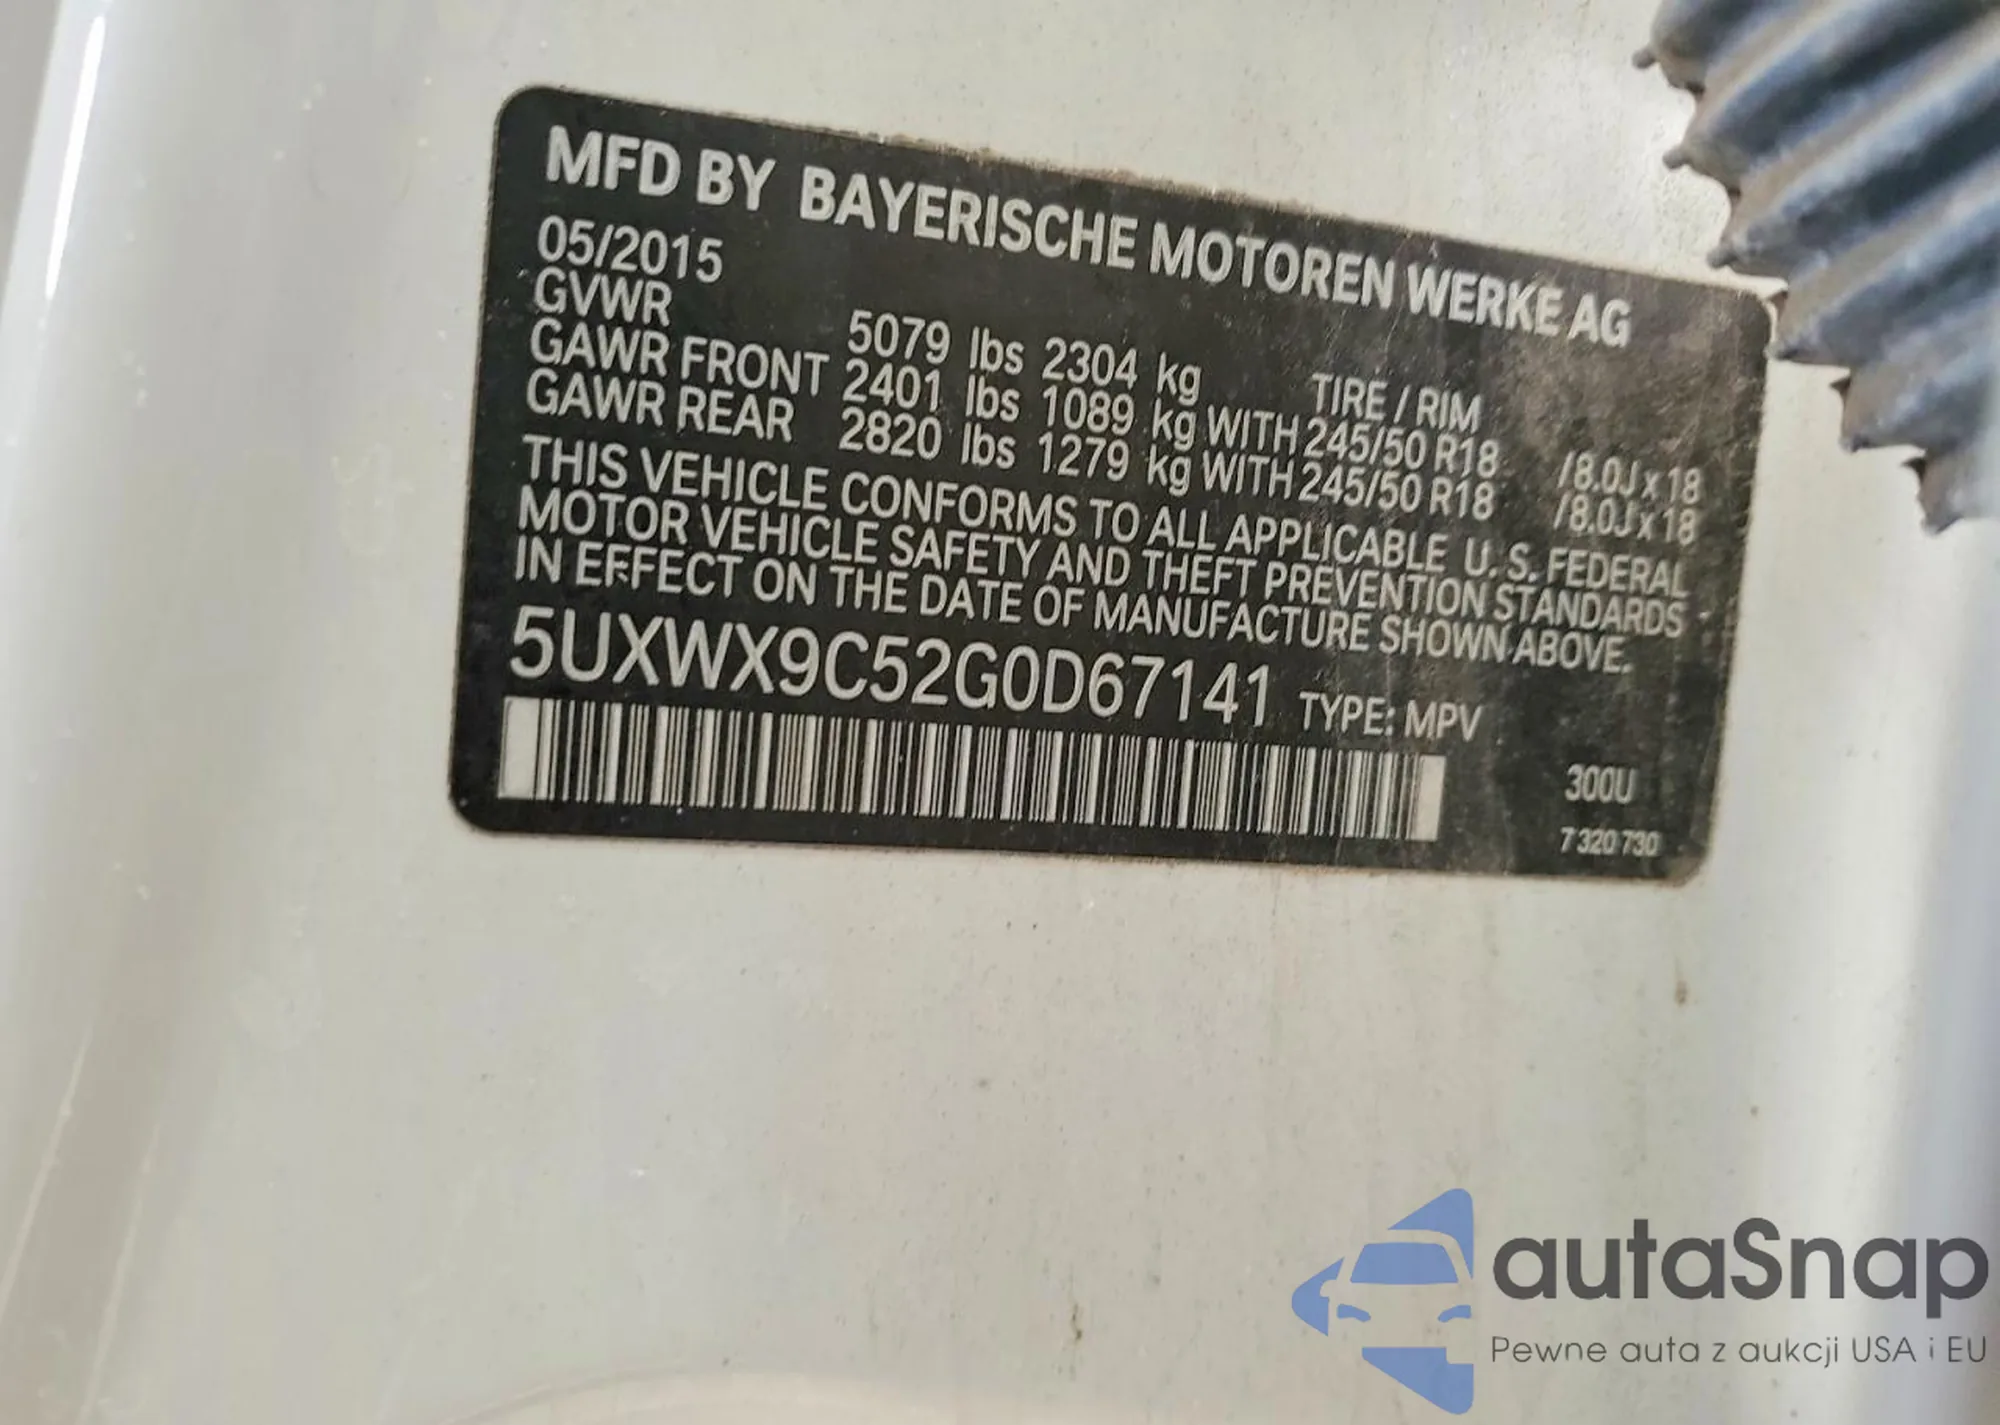 MFD BY BAYERISCHE MOTOREN WERKE AG
05/2015
GVWR 5079 lbs 2304 kg TIRE / RIM
GAWR FRONT 2401 lbs 1089 kg WITH 245/50 R18 /8.0J x 18
GAWR REAR 2820 lbs 1279 kg WITH 245/50 R18 /8.0J x 18
THIS VEHICLE CONFORMS TO ALL APPLICABLE U. S. FEDERAL
MOTOR VEHICLE SAFETY AND THEFT PREVENTION STANDARDS
IN EFFECT ON THE DATE OF MANUFACTURE SHOWN ABOVE.
5UXWX9C52G0D67141 TYPE: MPV
300U
7 320 730
autaSnap
Pewne auta z aukcji USA i EU